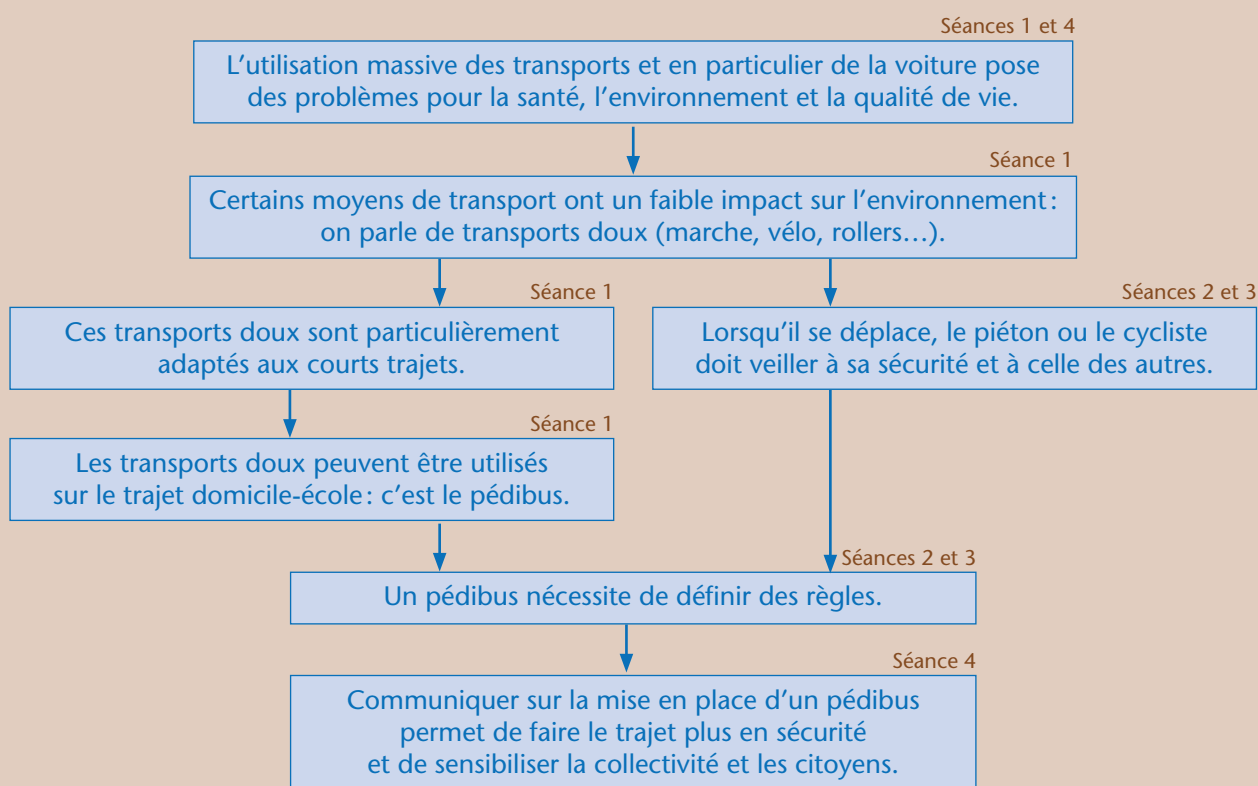 Séances 1 et 4
L'utilisation massive des transports et en particulier de la voiture pose
des problèmes pour la santé, l'environnement et la qualité de vie.
Séance 1
Certains moyens de transport ont un faible impact sur l'environnement :
on parle de transports doux (marche, vélo, rollers…).
Séance 1
Ces transports doux sont particulièrement
adaptés aux courts trajets.
Séances 2 et 3
Lorsqu'il se déplace, le piéton ou le cycliste
doit veiller à sa sécurité et à celle des autres.
Séance 1
Les transports doux peuvent être utilisés
sur le trajet domicile-école : c'est le pédibus.
Séances 2 et 3
Un pédibus nécessite de définir des règles.
Séance 4
Communiquer sur la mise en place d'un pédibus
permet de faire le trajet plus en sécurité
et de sensibiliser la collectivité et les citoyens.